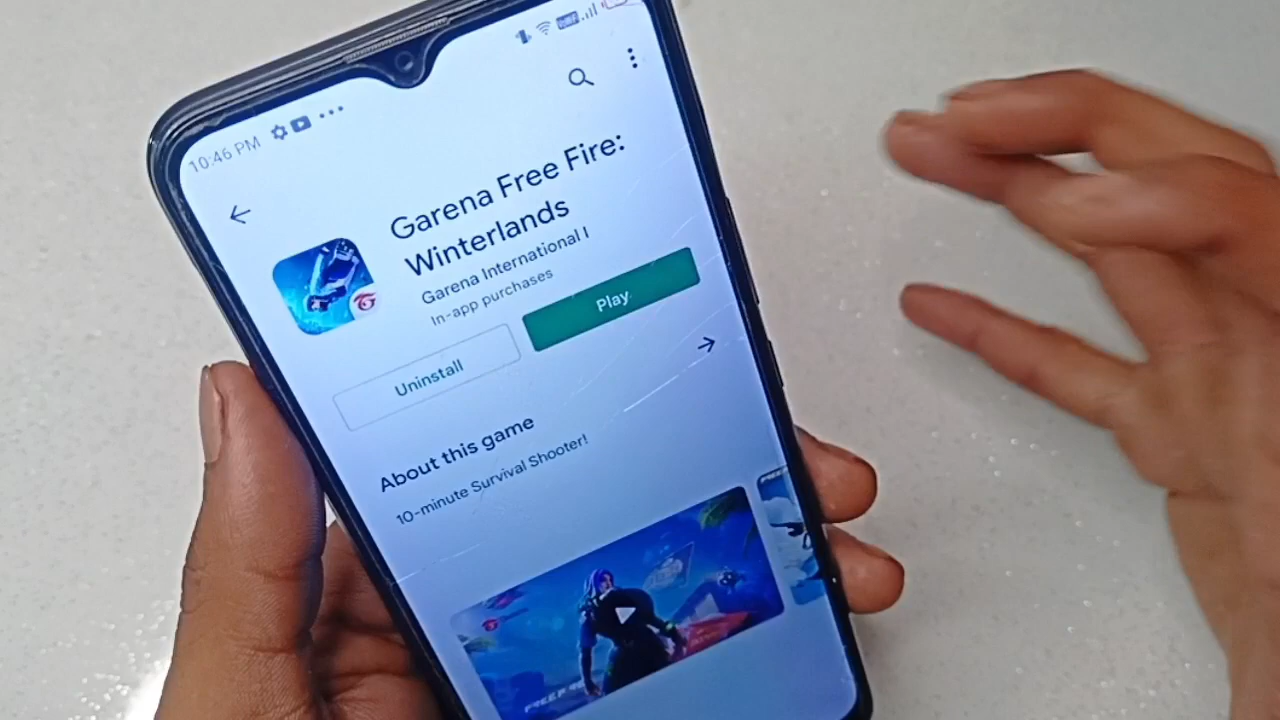 10:46 PM
Garena Free Fire:
Winterlands
Garena International I
In-app purchases
Uninstall
Play
About this game
10-minute Survival Shooter!